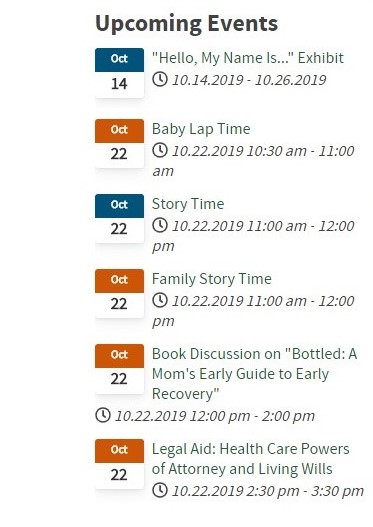 Upcoming Events
Oct
14
"Hello, My Name Is..." Exhibit
10.14.2019 - 10.26.2019
Oct
22
Baby Lap Time
10.22.2019 10:30 am - 11:00
am
Oct
22
Story Time
10.22.2019 11:00 am - 12:00
pm
Oct
22
Family Story Time
10.22.2019 11:00 am - 12:00
pm
Oct
22
Book Discussion on "Bottled: A
Mom's Early Guide to Early
Recovery"
10.22.2019 12:00 pm - 2:00 pm
Oct
22
Legal Aid: Health Care Powers
of Attorney and Living Wills
10.22.2019 2:30 pm - 3:30 pm